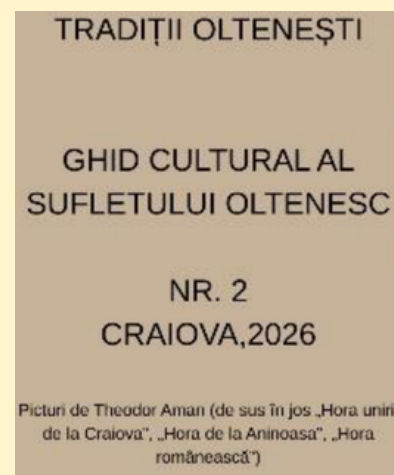 TRADIȚII OLTENEȘTI
GHID CULTURAL AL
SUFLETULUI OLTENESC
NR. 2
CRAIOVA,2026
Picturi de Theodor Aman (de sus în jos „Hora uniri
de la Craiova", „Hora de la Aninoasa", „Hora
românească")